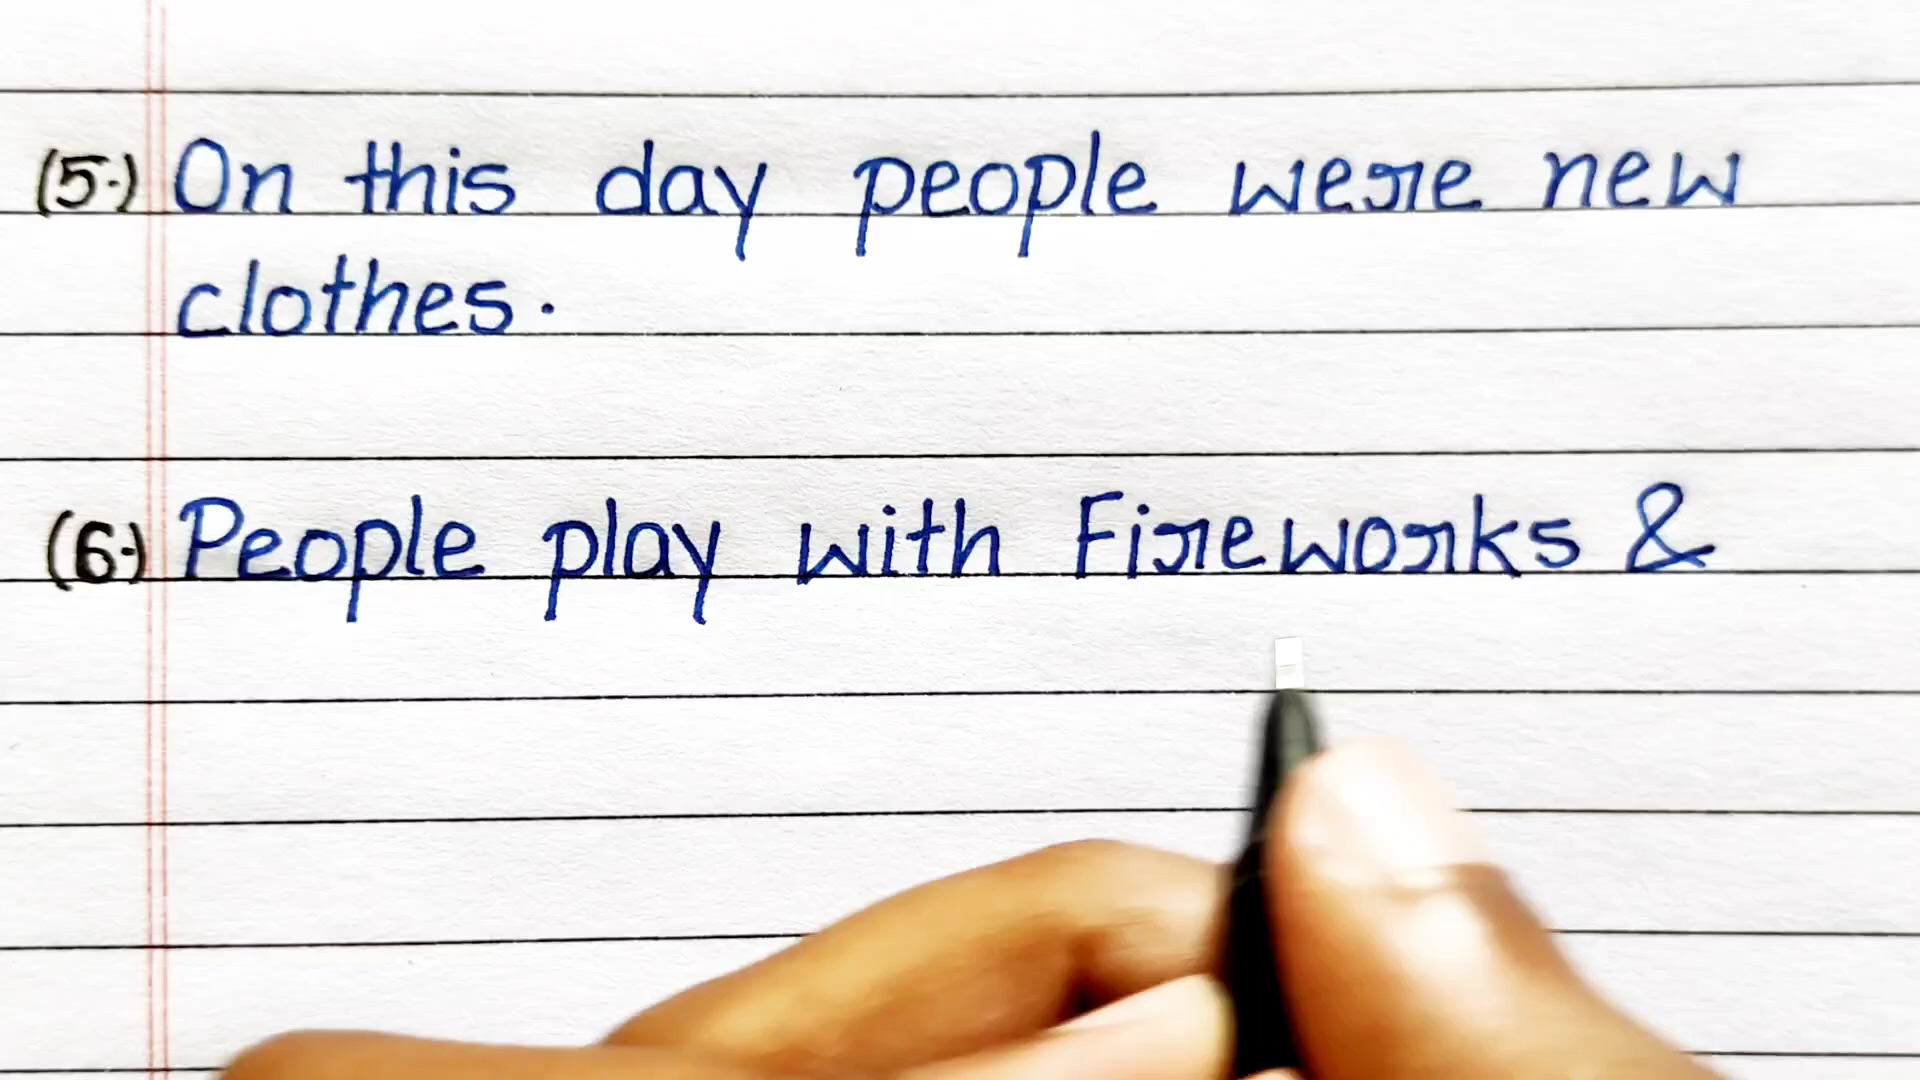 (5.) On this day people were new
clothes.
(6.) People play with Fireworks &